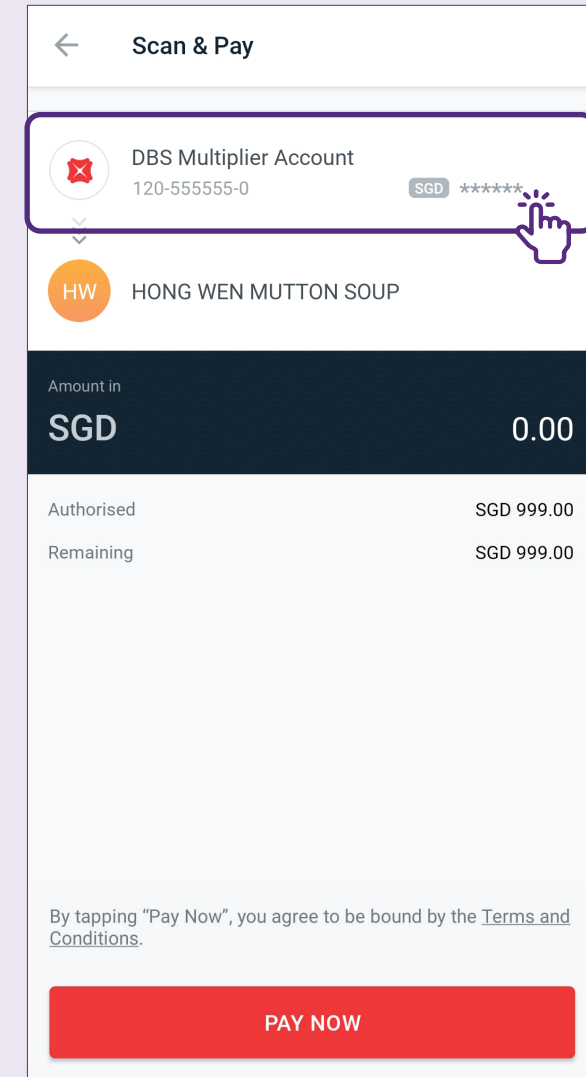 Scan & Pay
DBS Multiplier Account
120-555555-0 SGD ******
HW HONG WEN MUTTON SOUP
Amount in
SGD 0.00
Authorised SGD 999.00
Remaining SGD 999.00
By tapping “Pay Now”, you agree to be bound by the Terms and
Conditions.
PAY NOW